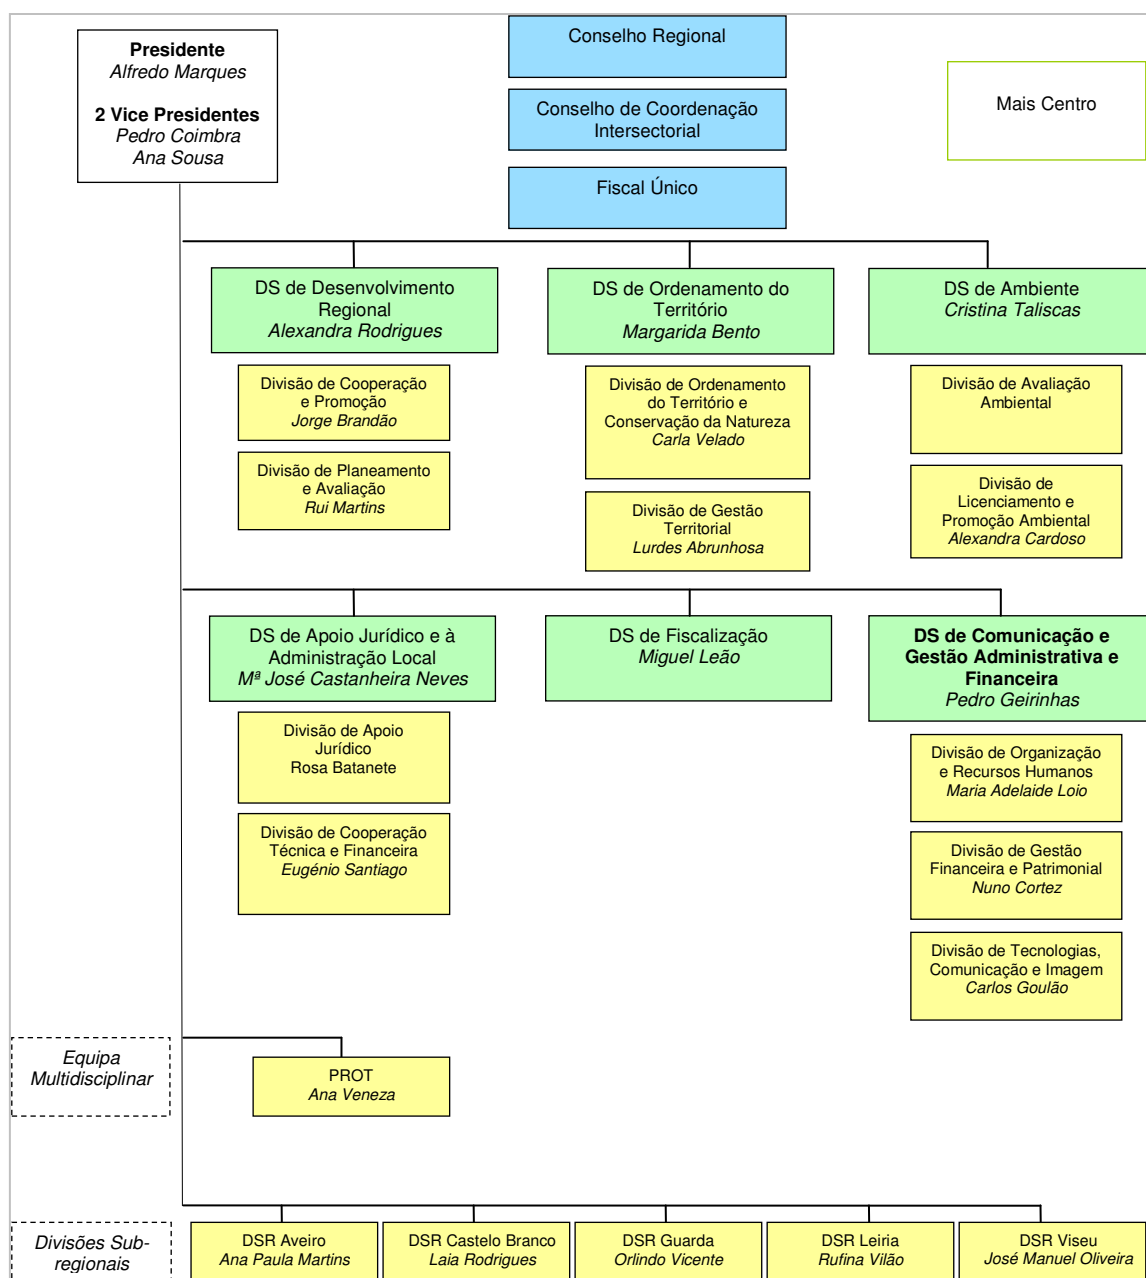 Presidente
Alfredo Marques
2 Vice Presidentes
Pedro Coimbra
Ana Sousa
Conselho Regional
Conselho de Coordenação
Intersectorial
Fiscal Único
Mais Centro
DS de Desenvolvimento
Regional
Alexandra Rodrigues
DS de Ordenamento do
Território
Margarida Bento
DS de Ambiente
Cristina Taliscas
Divisão de Cooperação
e Promoção
Jorge Brandão
Divisão de Planeamento
e Avaliação
Rui Martins
Divisão de Ordenamento
do Território e
Conservação da Natureza
Carla Velado
Divisão de Gestão
Territorial
Lurdes Abrunhosa
Divisão de Avaliação
Ambiental
Divisão de
Licenciamento e
Promoção Ambiental
Alexandra Cardoso
DS de Apoio Jurídico e à
Administração Local
Mª José Castanheira Neves
DS de Fiscalização
Miguel Leão
DS de Comunicação e
Gestão Administrativa e
Financeira
Pedro Geirinhas
Divisão de Apoio
Jurídico
Rosa Batanete
Divisão de Cooperação
Técnica e Financeira
Eugénio Santiago
Divisão de Organização
e Recursos Humanos
Maria Adelaide Loio
Divisão de Gestão
Financeira e Patrimonial
Nuno Cortez
Divisão de Tecnologias,
Comunicação e Imagem
Carlos Goulão
Equipa
Multidisciplinar
PROT
Ana Veneza
Divisões Sub-
regionais
DSR Aveiro
Ana Paula Martins
DSR Castelo Branco
Laia Rodrigues
DSR Guarda
Orlindo Vicente
DSR Leiria
Rufina Vilão
DSR Viseu
José Manuel Oliveira